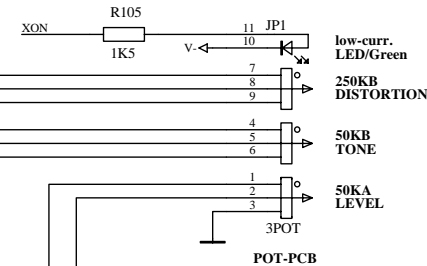 R105
XON
1K5
11
JP1
V-
10
low-curr.
LED/Green
7
8
9
250KB
DISTORTION
4
5
6
50KB
TONE
1
2
3
50KA
LEVEL
3POT
POT-PCB